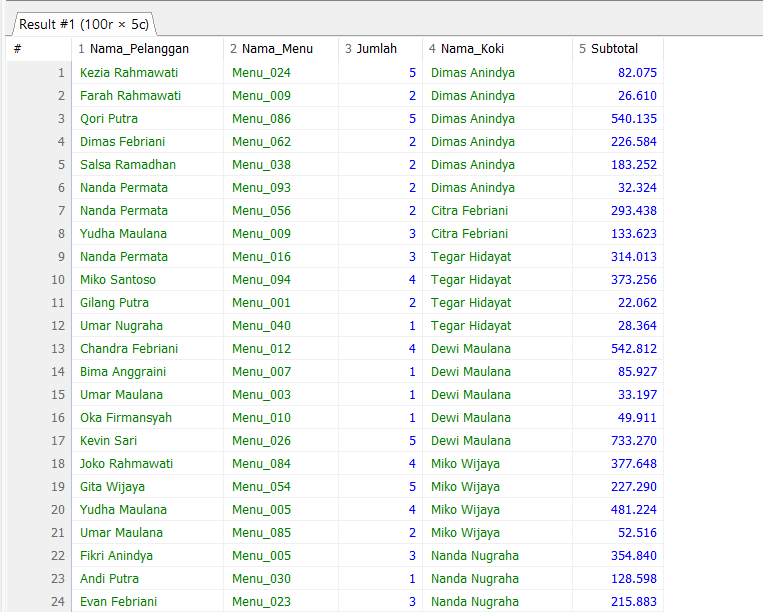 Result #1 (100r × 5c)
# 1 Nama_Pelanggan 2 Nama_Menu 3 Jumlah 4 Nama_Koki 5 Subtotal
1 Kezia Rahmawati Menu_024 5 Dimas Anindya 82.075
2 Farah Rahmawati Menu_009 2 Dimas Anindya 26.610
3 Qori Putra Menu_086 5 Dimas Anindya 540.135
4 Dimas Febriani Menu_062 2 Dimas Anindya 226.584
5 Salsa Ramadhan Menu_038 2 Dimas Anindya 183.252
6 Nanda Permata Menu_093 2 Dimas Anindya 32.324
7 Nanda Permata Menu_056 2 Citra Febriani 293.438
8 Yudha Maulana Menu_009 3 Citra Febriani 133.623
9 Nanda Permata Menu_016 3 Tegar Hidayat 314.013
10 Miko Santoso Menu_094 4 Tegar Hidayat 373.256
11 Gilang Putra Menu_001 2 Tegar Hidayat 22.062
12 Umar Nugraha Menu_040 1 Tegar Hidayat 28.364
13 Chandra Febriani Menu_012 4 Dewi Maulana 542.812
14 Bima Anggraini Menu_007 1 Dewi Maulana 85.927
15 Umar Maulana Menu_003 1 Dewi Maulana 33.197
16 Oka Firmansyah Menu_010 1 Dewi Maulana 49.911
17 Kevin Sari Menu_026 5 Dewi Maulana 733.270
18 Joko Rahmawati Menu_084 4 Miko Wijaya 377.648
19 Gita Wijaya Menu_054 5 Miko Wijaya 227.290
20 Yudha Maulana Menu_005 4 Miko Wijaya 481.224
21 Umar Maulana Menu_085 2 Miko Wijaya 52.516
22 Fikri Anindya Menu_005 3 Nanda Nugraha 354.840
23 Andi Putra Menu_030 1 Nanda Nugraha 128.598
24 Evan Febriani Menu_023 3 Nanda Nugraha 215.883